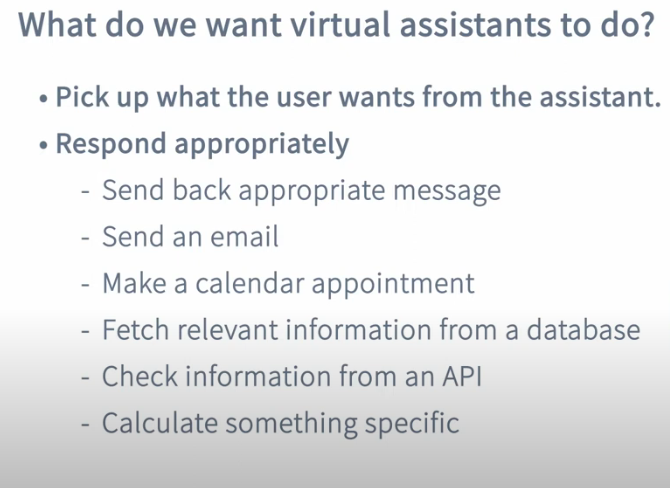 What do we want virtual assistants to do?
• Pick up what the user wants from the assistant.
• Respond appropriately
- Send back appropriate message
- Send an email
- Make a calendar appointment
- Fetch relevant information from a database
- Check information from an API
- Calculate something specific